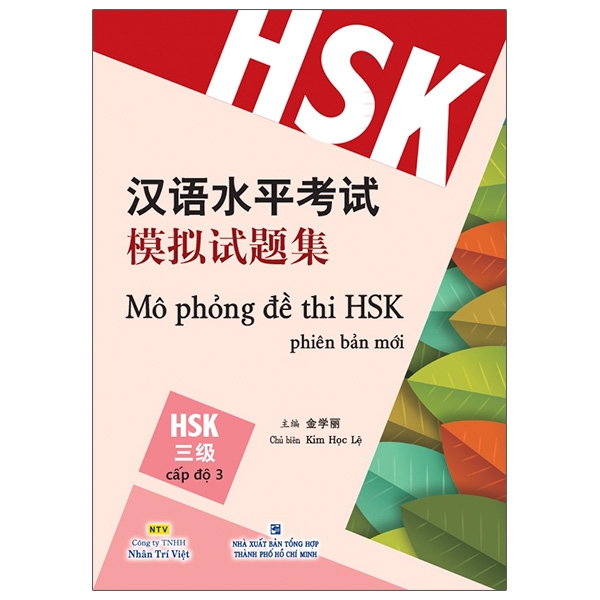 HSK
汉语水平考试
模拟试题集
Mô phỏng đề thi HSK
phiên bản mới
HSK
三级
cấp độ 3
主编 金学丽
Chủ biên Kim Học Lệ
NTV
Công ty TNHH
Nhân Trí Việt
NHÀ XUẤT BẢN TỔNG HỢP
THÀNH PHỐ HỒ CHÍ MINH